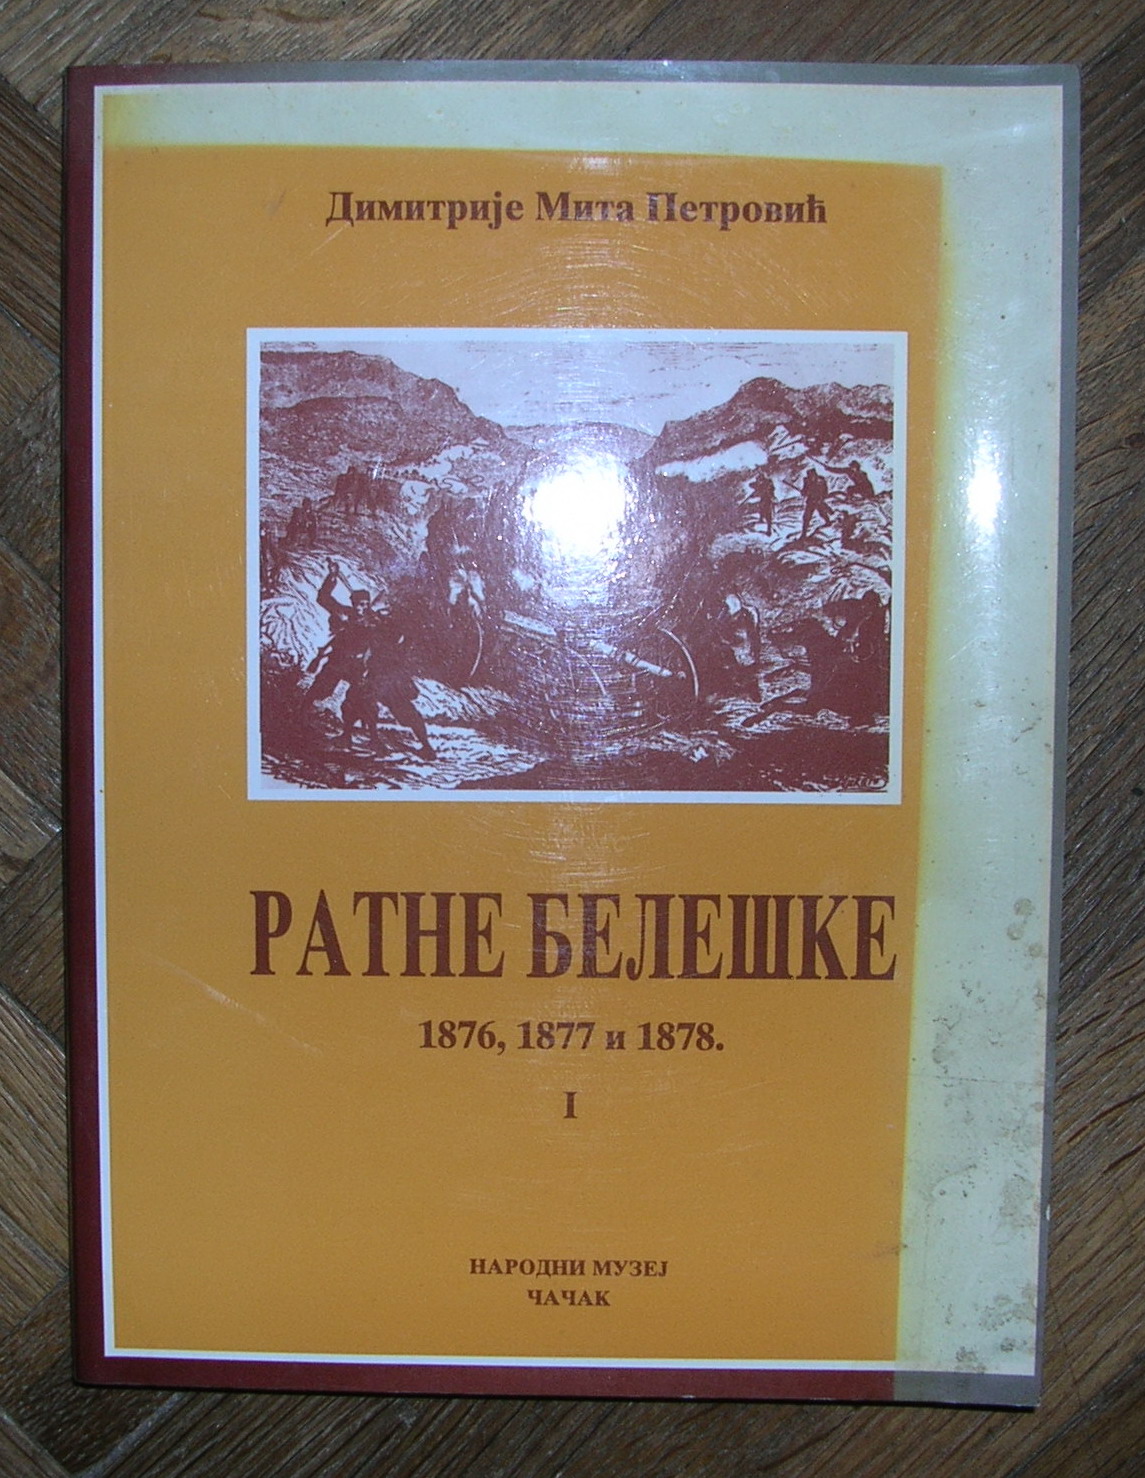 Димитрије Мита Петровић
РАТНЕ БЕЛЕШКЕ
1876, 1877 и 1878.
I
НАРОДНИ МУЗЕЈ
ЧАЧАК